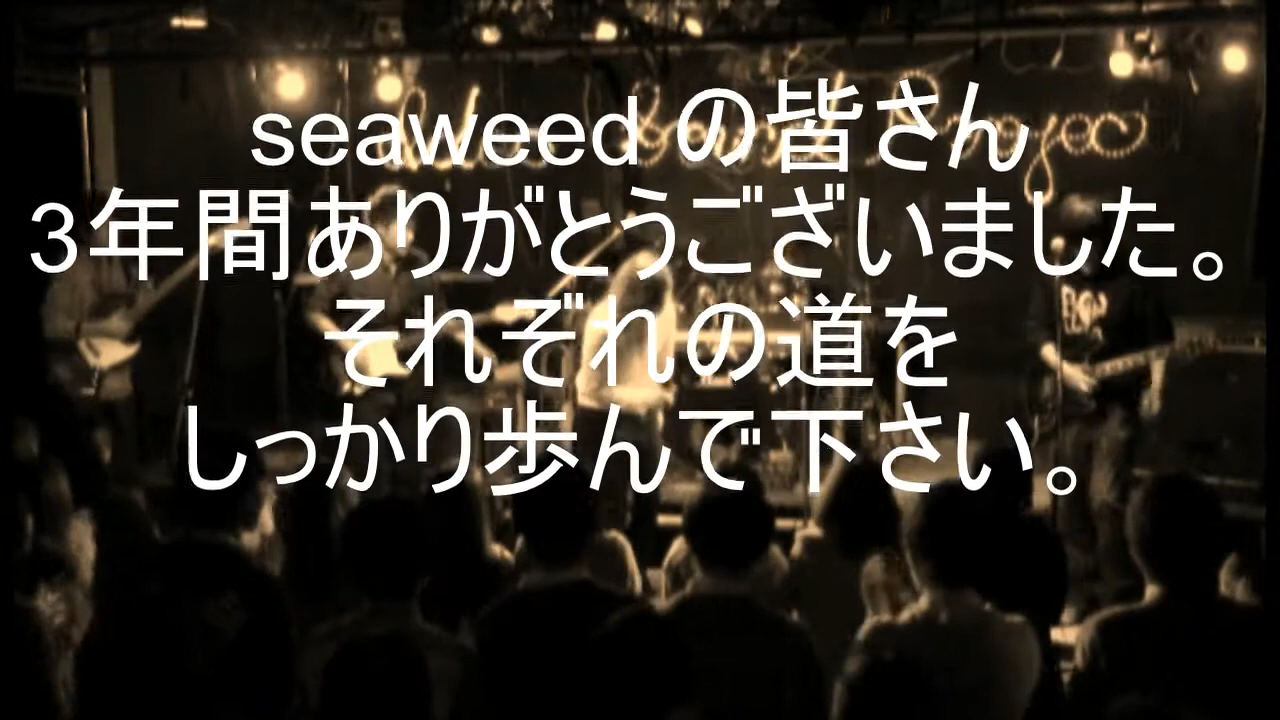 seaweed の皆さん
3年間ありがとうございました。
それぞれの道を
しっかり歩んで下さい。